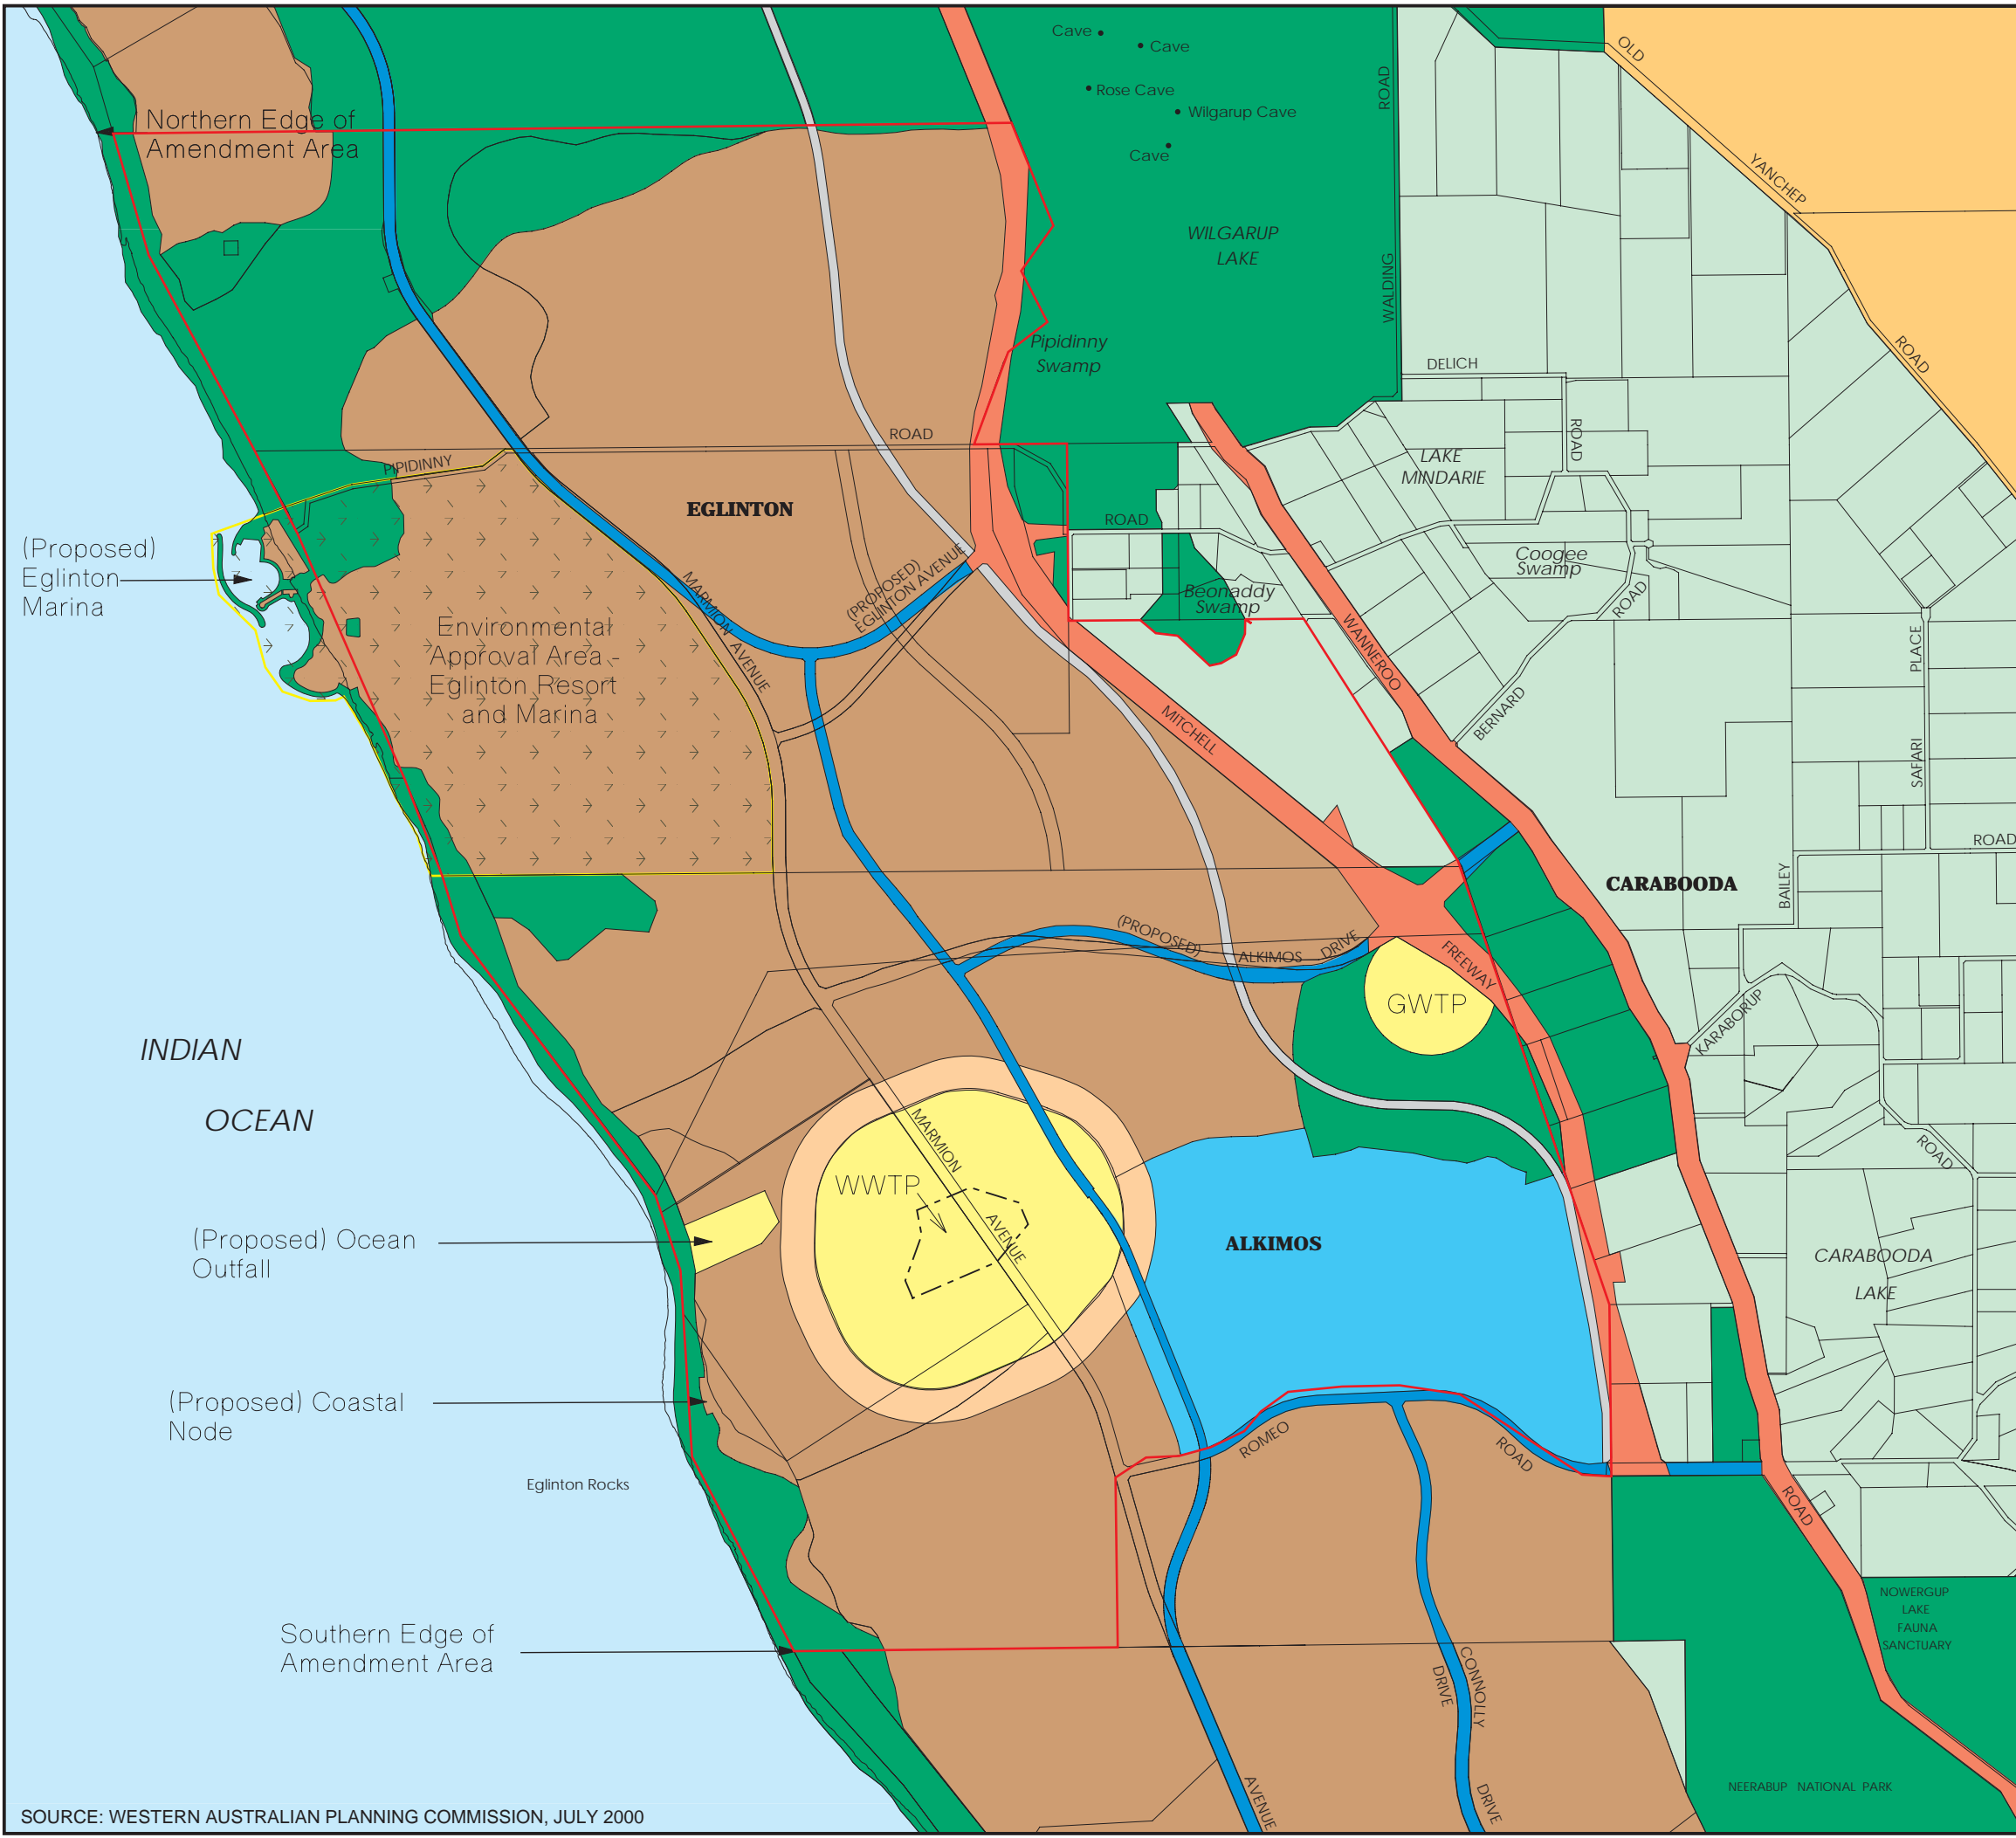 Cave
Cave
Rose Cave
Wilgarup Cave
Cave
ROAD
OLD
YANCHEP
ROAD
Northern Edge of
Amendment Area
WILGARUP
LAKE
WALDING
Pipidinny
Swamp
DELICH
ROAD
ROAD
PIPIDINNY
LAKE
MINDARIE
EGLINTON
ROAD
Coogee
Swamp
(Proposed)
Eglinton
Marina
(PROPOSED)
EGLINTON AVENUE
MARMION
AVENUE
Beonaddy
Swamp
ROAD
WANNEROO
BERNARD
PLACE
SAFARI
Environmental
Approval Area -
Eglinton Resort
and Marina
MITCHELL
ROAD
CARABOODA
BAILEY
(PROPOSED)
ALKIMOS
DRIVE
FREEWAY
GWTP
KARABORUP
ROAD
INDIAN
OCEAN
MARMION
AVENUE
WWTP
(Proposed) Ocean
Outfall
ALKIMOS
CARABOODA
LAKE
(Proposed) Coastal
Node
ROMEO
ROAD
Eglinton Rocks
ROAD
NOWERGUP
LAKE
FAUNA
SANCTUARY
Southern Edge of
Amendment Area
CONNOLLY
DRIVE
NEERABUP NATIONAL PARK
AVENUE
DRIVE
SOURCE: WESTERN AUSTRALIAN PLANNING COMMISSION, JULY 2000